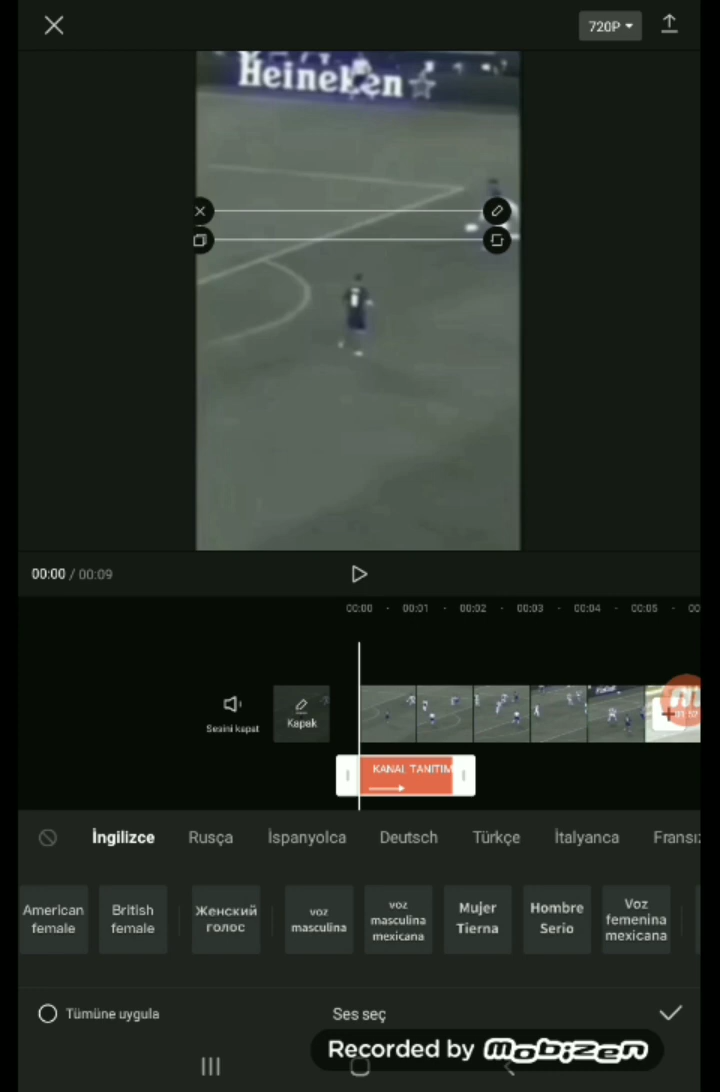 720P
Heineken
00:00 / 00:09
00:00 00:01 00:02 00:03 00:04 00:05 00
Sesini kapat
Kapak
KANAL TANITIM
İngilizce Rusça İspanyolca Deutsch Türkçe İtalyanca Fransız
American female
British female
Женский голос
voz masculina
voz masculina mexicana
Mujer Tierna
Hombre Serio
Voz femenina mexicana
Tümüne uygula
Ses seç
Recorded by mobizen